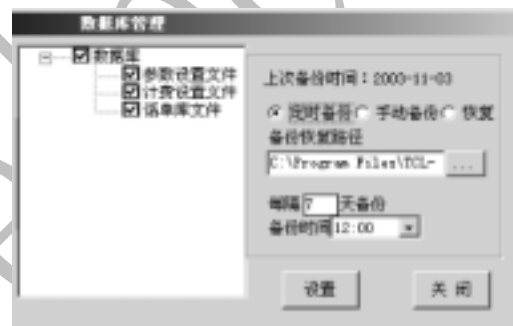 数据库管理
数据库
参数设置文件
计费设置文件
话单库文件
上次备份时间：2003-11-03
定时备份 手动备份 恢复
备份恢复路径
C:\Program Files\TCL- ...
每隔 7 天备份
备份时间 12:00
设置 关闭